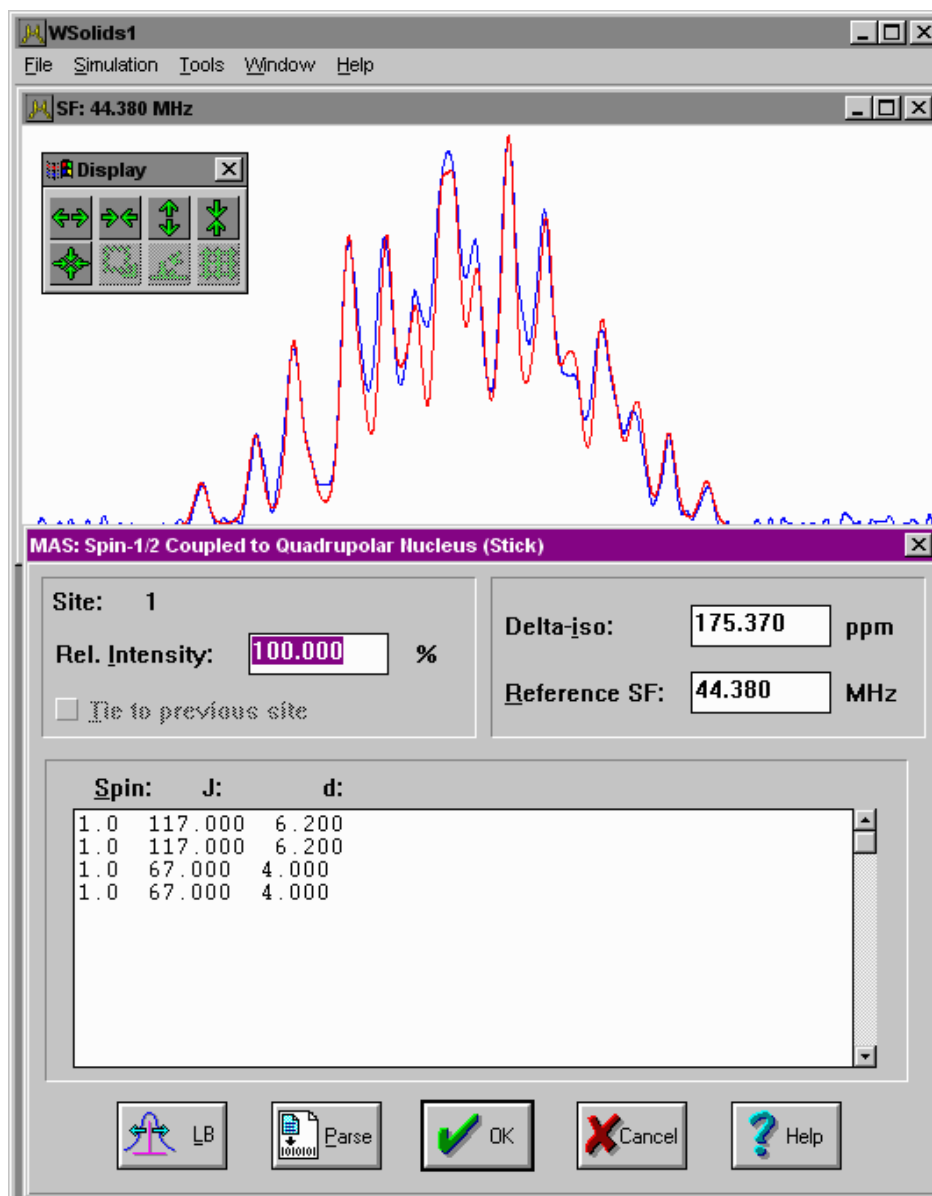 WSolids1
File Simulation Tools Window Help
SF: 44.380 MHz
Display
MAS: Spin-1/2 Coupled to Quadrupolar Nucleus (Stick)
Site: 1
Rel. Intensity: 100.000 %
Tie to previous site
Delta-iso: 175.370 ppm
Reference SF: 44.380 MHz
Spin: J: d:
1.0 117.000 6.200
1.0 117.000 6.200
1.0 67.000 4.000
1.0 67.000 4.000
LB
10101
Parse
OK
Cancel
Help